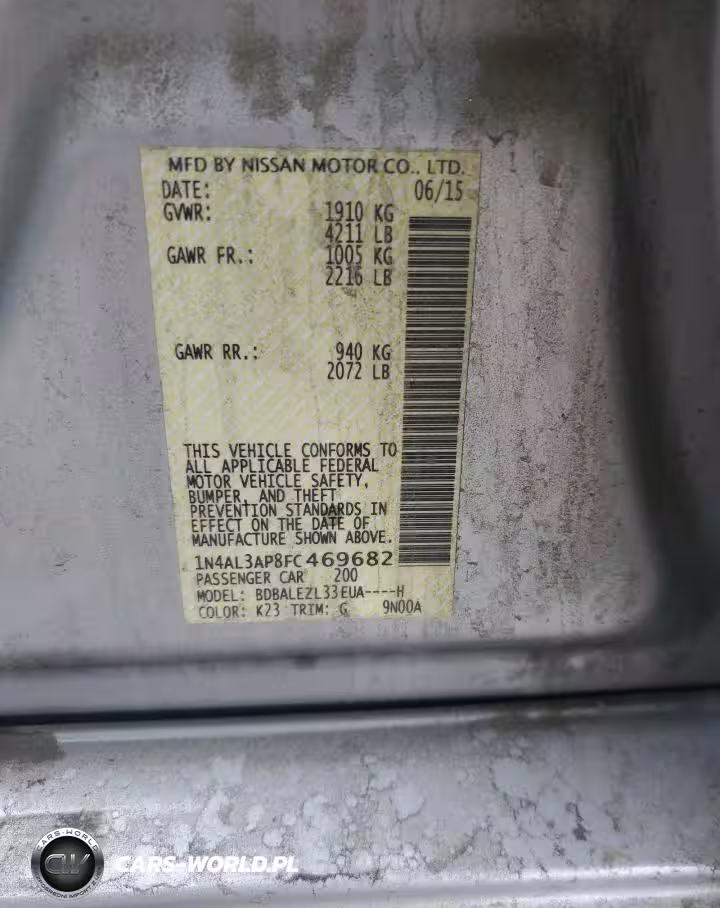 MFD BY NISSAN MOTOR CO., LTD.
DATE: 06/15
GVWR: 1910 KG
4211 LB
GAWR FR.: 1005 KG
2216 LB
GAWR RR.: 940 KG
2072 LB
THIS VEHICLE CONFORMS TO
ALL APPLICABLE FEDERAL
MOTOR VEHICLE SAFETY,
BUMPER, AND THEFT
PREVENTION STANDARDS IN
EFFECT ON THE DATE OF
MANUFACTURE SHOWN ABOVE.
1N4AL3AP8FC469682
PASSENGER CAR 200
MODEL: BDBALEZL33EUA----H
COLOR: K23 TRIM: G 9N00A
CARS-WORLD
CW
CARS-WORLD.PL